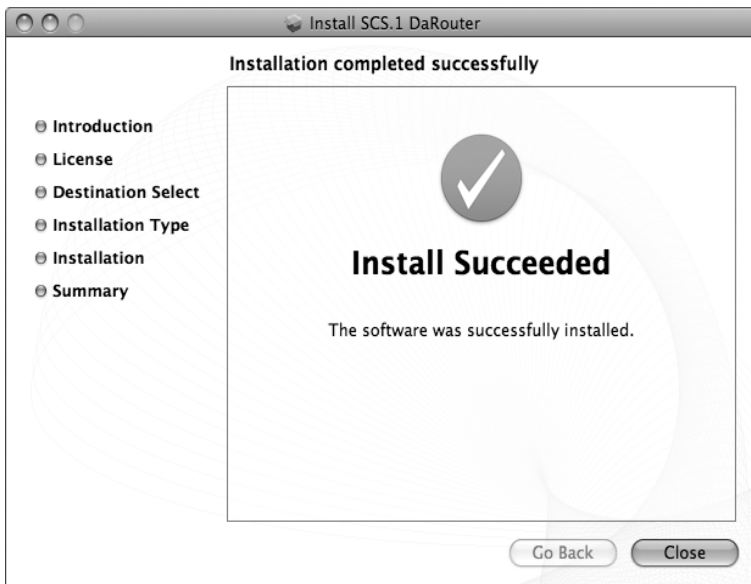 Install SCS.1 DaRouter
Installation completed successfully
Introduction
License
Destination Select
Installation Type
Installation
Summary
Install Succeeded
The software was successfully installed.
Go Back
Close